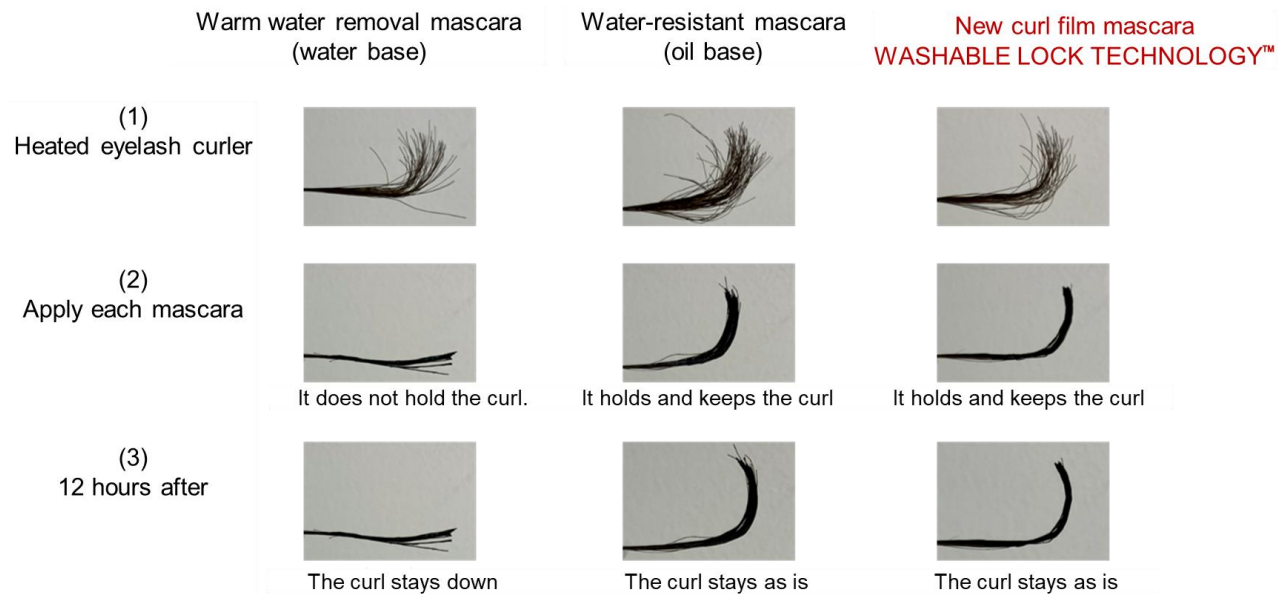 Warm water removal mascara
(water base)
Water-resistant mascara
(oil base)
New curl film mascara
WASHABLE LOCK TECHNOLOGY™
(1)
Heated eyelash curler
(2)
Apply each mascara
It does not hold the curl.
It holds and keeps the curl
It holds and keeps the curl
(3)
12 hours after
The curl stays down
The curl stays as is
The curl stays as is